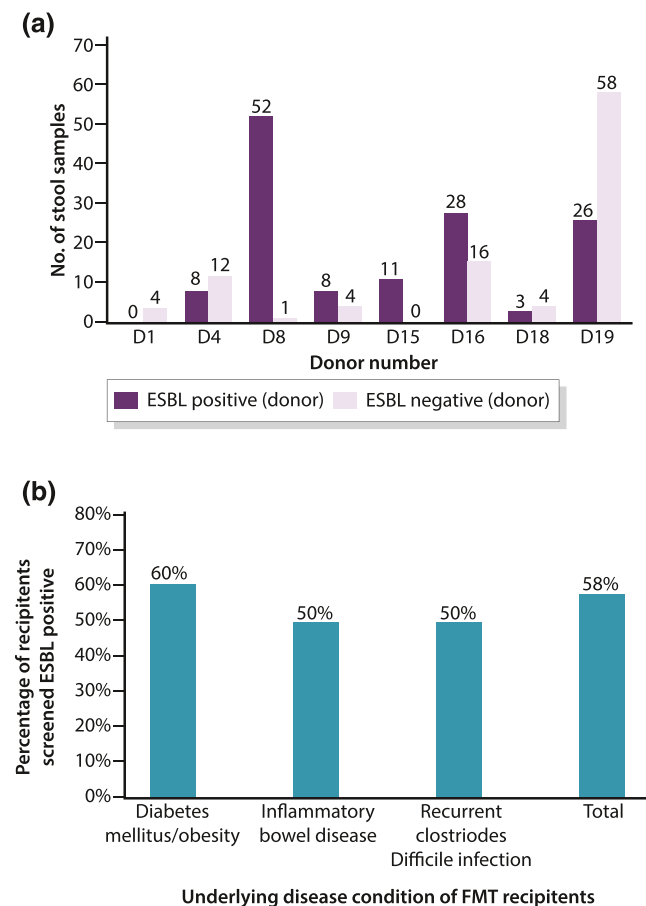 (a)
No. of stool samples
70
60
50
40
30
20
10
0
0 4
8 12
52 1
8 4
11 0
28 16
3 4
26 58
D1 D4 D8 D9 D15 D16 D18 D19
Donor number
ESBL positive (donor) ESBL negative (donor)
(b)
Percentage of recipitents
screened ESBL positive
80%
70%
60%
50%
40%
30%
20%
10%
0%
60% 50% 50% 58%
Diabetes
mellitus/obesity
Inflammatory
bowel disease
Recurrent
clostriodes
Difficile infection
Total
Underlying disease condition of FMT recipitents